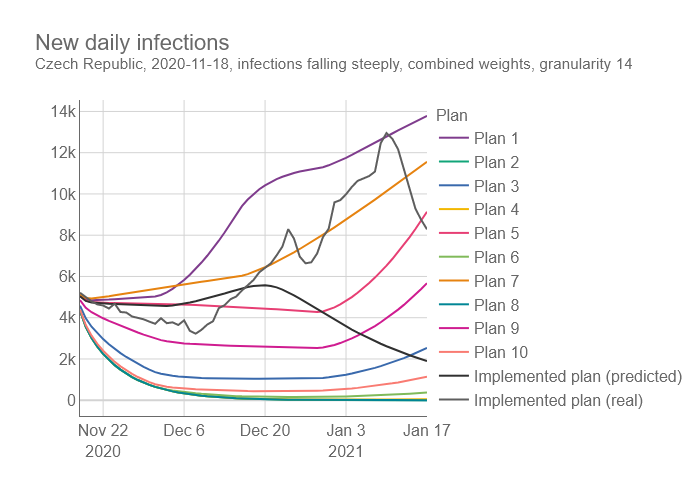 New daily infections
Czech Republic, 2020-11-18, infections falling steeply, combined weights, granularity 14
14k
12k
10k
8k
6k
4k
2k
0
Nov 22
2020
Dec 6
Dec 20
Jan 3
2021
Jan 17
Plan
Plan 1
Plan 2
Plan 3
Plan 4
Plan 5
Plan 6
Plan 7
Plan 8
Plan 9
Plan 10
Implemented plan (predicted)
Implemented plan (real)